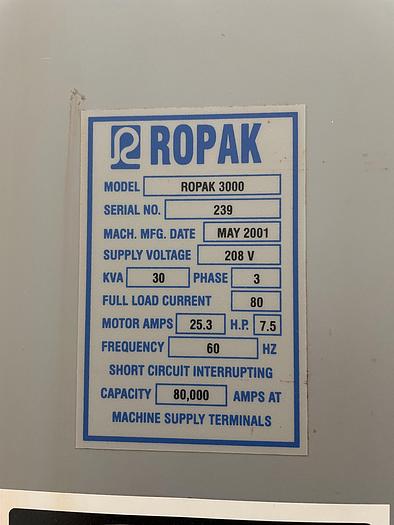 ROPAK
MODEL ROPAK 3000
SERIAL NO. 239
MACH. MFG. DATE MAY 2001
SUPPLY VOLTAGE 208 V
KVA 30 PHASE 3
FULL LOAD CURRENT 80
MOTOR AMPS 25.3 H.P. 7.5
FREQUENCY 60 HZ
SHORT CIRCUIT INTERRUPTING
CAPACITY 80,000 AMPS AT
MACHINE SUPPLY TERMINALS